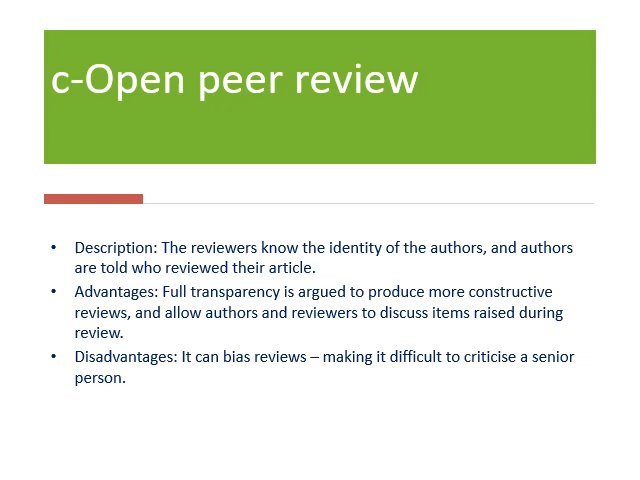 c-Open peer review
• Description: The reviewers know the identity of the authors, and authors
are told who reviewed their article.
• Advantages: Full transparency is argued to produce more constructive
reviews, and allow authors and reviewers to discuss items raised during
review.
• Disadvantages: It can bias reviews – making it difficult to criticise a senior
person.